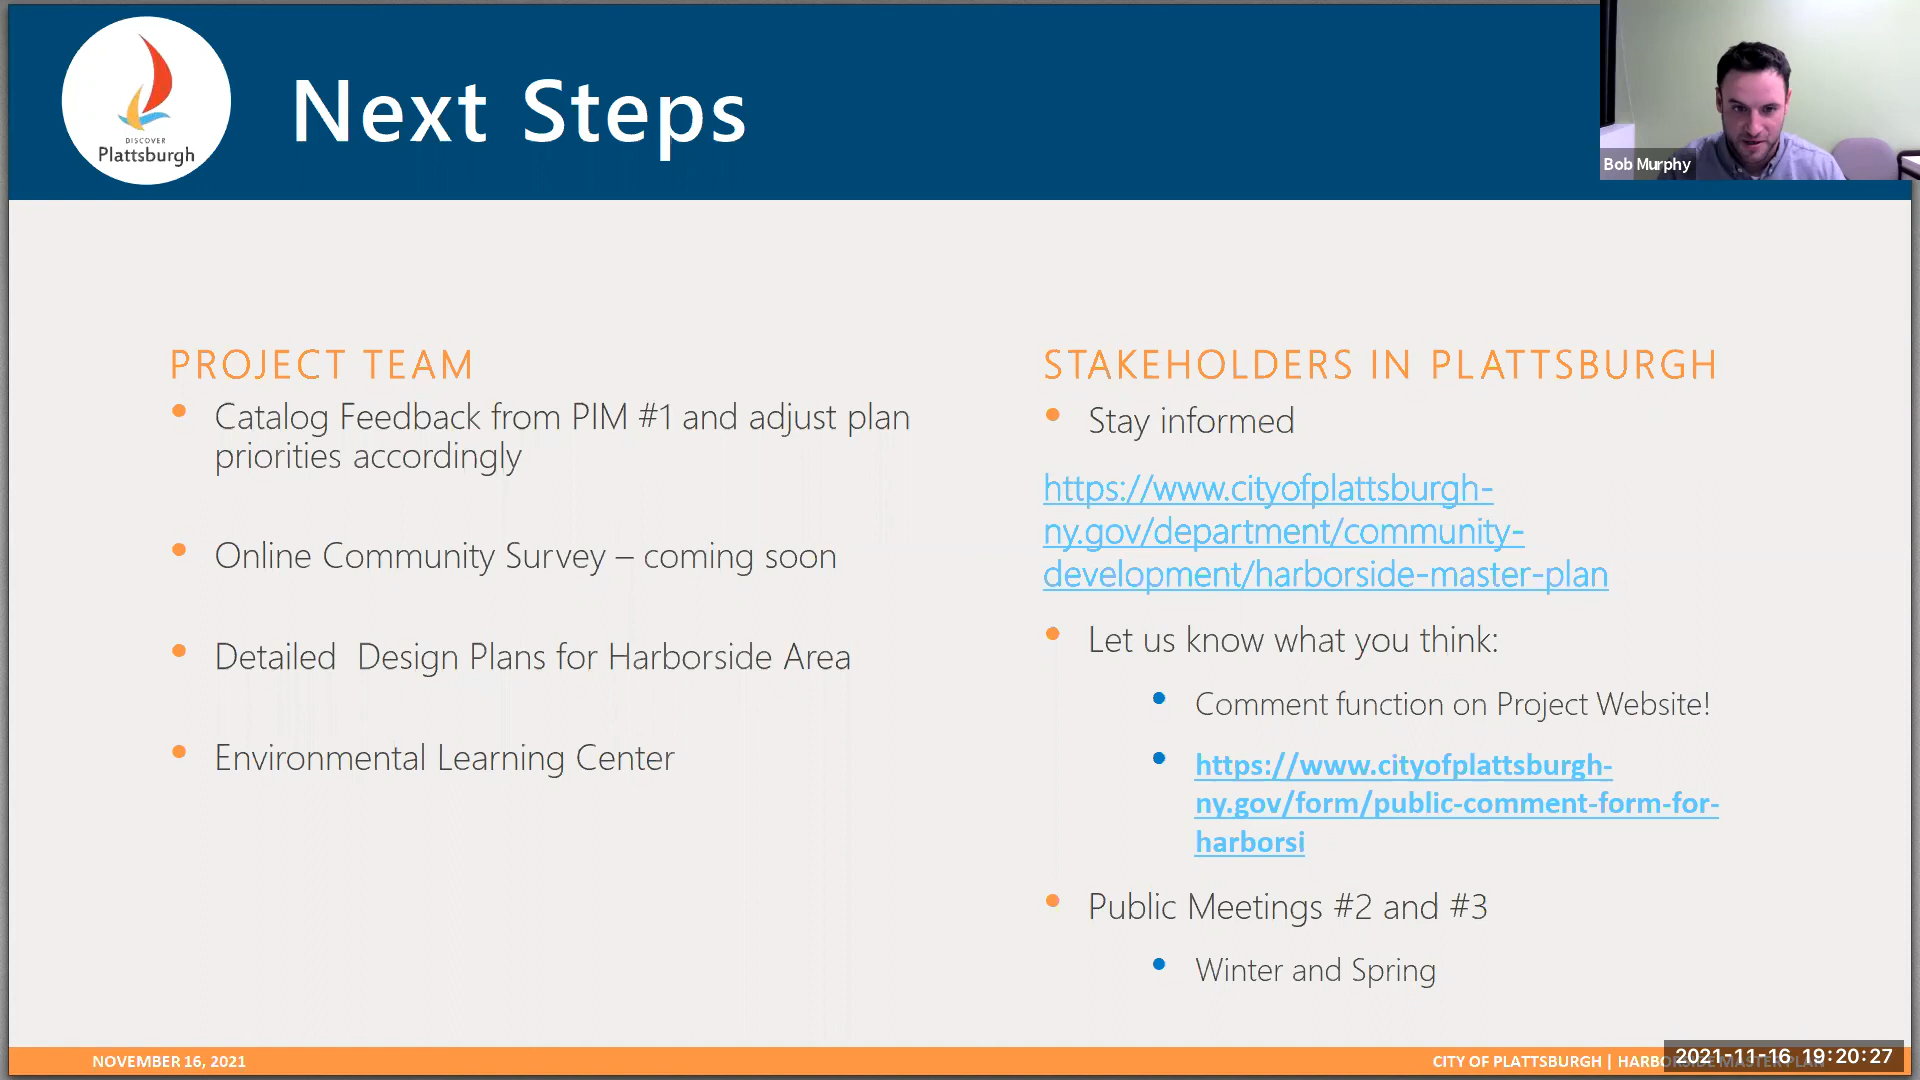 DISCOVER
Plattsburgh
Next Steps
Bob Murphy
PROJECT TEAM
Catalog Feedback from PIM #1 and adjust plan
priorities accordingly
Online Community Survey – coming soon
Detailed  Design Plans for Harborside Area
Environmental Learning Center
STAKEHOLDERS IN PLATTSBURGH
Stay informed
https://www.cityofplattsburgh-
ny.gov/department/community-
development/harborside-master-plan
Let us know what you think:
Comment function on Project Website!
https://www.cityofplattsburgh-
ny.gov/form/public-comment-form-for-
harborsi
Public Meetings #2 and #3
Winter and Spring
NOVEMBER 16, 2021
CITY OF PLATTSBURGH | HARBORSIDE MASTER PLAN
2021-11-16 19:20:27